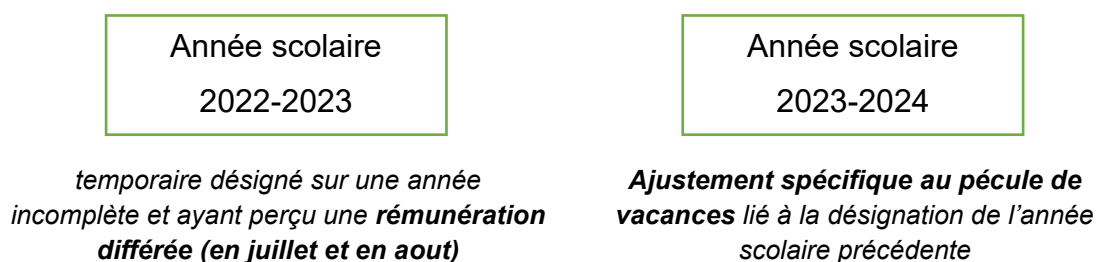 Année scolaire
2022-2023
temporaire désigné sur une année
incomplète et ayant perçu une rémunération
différée (en juillet et en aout)
Année scolaire
2023-2024
Ajustement spécifique au pécule de
vacances lié à la désignation de l’année
scolaire précédente